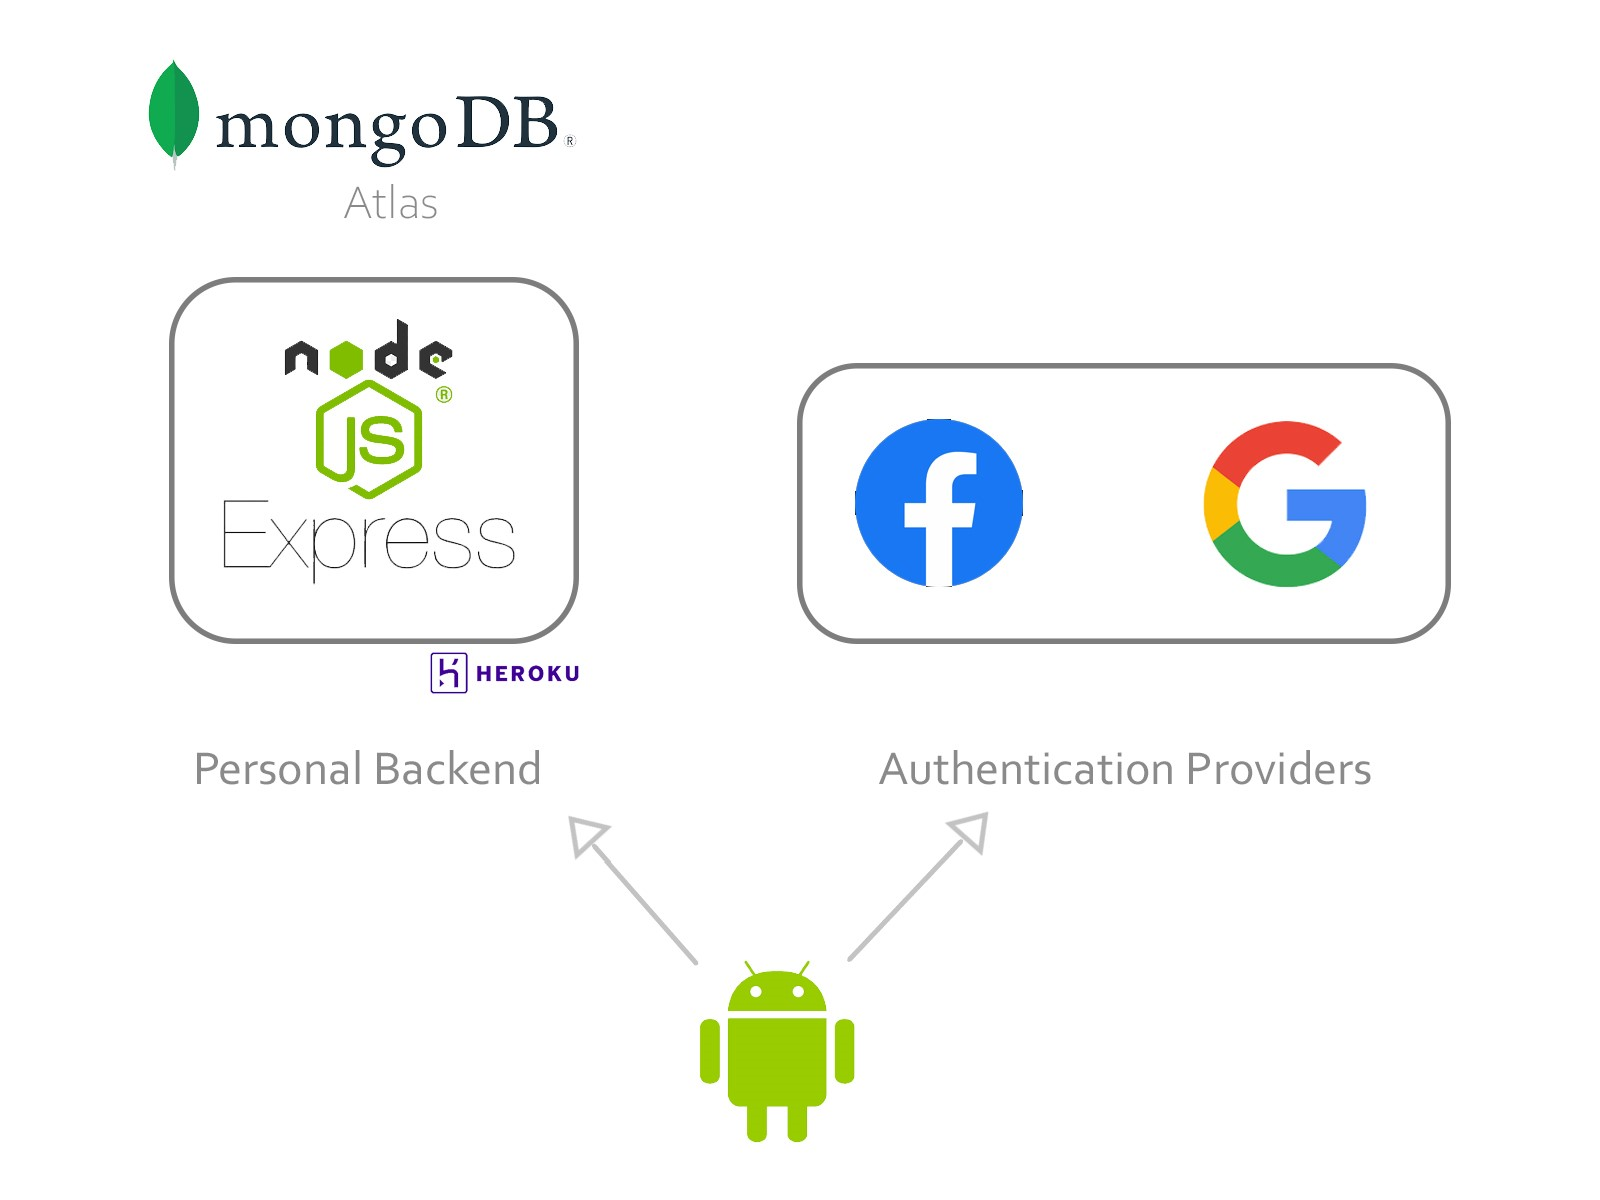 mongoDB®
Atlas
node
JS®
Express
HEROKU
Personal Backend
Authentication Providers